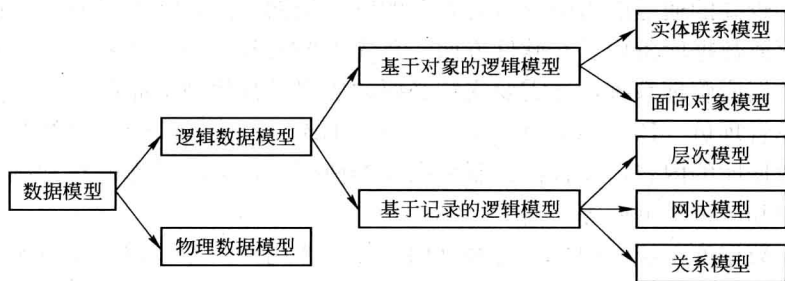 实体联系模型
基于对象的逻辑模型
面向对象模型
逻辑数据模型
层次模型
数据模型
基于记录的逻辑模型
网状模型
物理数据模型
关系模型